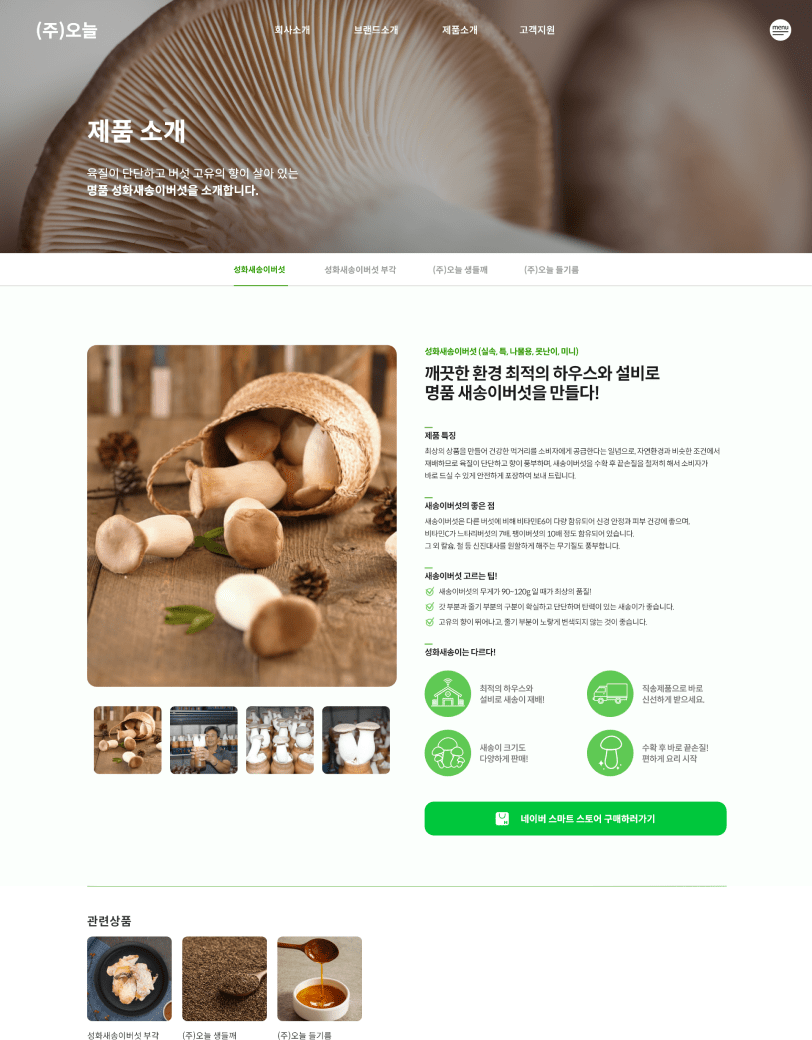 (주)오늘
회사소개 브랜드소개 제품소개 고객지원
menu
제품 소개
육질이 단단하고 버섯 고유의 향이 살아 있는
명품 성화새송이버섯을 소개합니다.
성화새송이버섯 성화새송이버섯 부각 (주)오늘 생들깨 (주)오늘 들기름
성화새송이버섯 (실속, 특, 나물용, 못난이, 미니)
깨끗한 환경 최적의 하우스와 설비로
명품 새송이버섯을 만들다!
제품 특징
최상의 상품을 만들어 건강한 먹거리를 소비자에게 공급한다는 일념으로, 자연환경과 비슷한 조건에서
재배하므로 육질이 단단하고 향이 풍부하며, 새송이버섯을 수확 후 끝손질을 철저히 해서 소비자가
바로 드실 수 있게 안전하게 포장하여 보내 드립니다.
새송이버섯의 좋은 점
새송이버섯은 다른 버섯에 비해 비타민E6이 다량 함유되어 신경 안정과 피부 건강에 좋으며,
비타민C가 느타리버섯의 7배, 팽이버섯의 10배 정도 함유되어 있습니다.
그 외 칼슘, 철 등 신진대사를 원활하게 해주는 무기질도 풍부합니다.
새송이버섯 고르는 팁!
새송이버섯의 무게가 90~120g 일 때가 최상의 품질!
갓 부분과 줄기 부분의 구분이 확실하고 단단하며 탄력이 있는 새송이가 좋습니다.
고유의 향이 뛰어나고, 줄기 부분이 노랗게 변색되지 않는 것이 좋습니다.
성화새송이는 다르다!
최적의 하우스와
설비로 새송이 재배!
직송제품으로 바로
신선하게 받으세요.
새송이 크기도
다양하게 판매!
수확 후 바로 끝손질!
편하게 요리 시작
네이버 스마트 스토어 구매하러가기
관련상품
성화새송이버섯 부각 (주)오늘 생들깨 (주)오늘 들기름